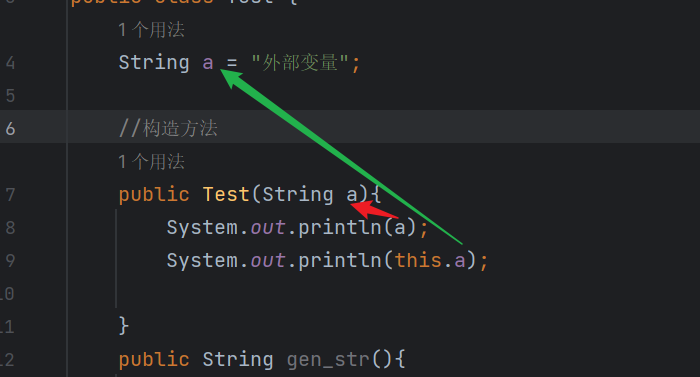 public class Test {
1 个用法
4 String a = "外部变量";
5
6 //构造方法
1 个用法
7 public Test(String a){
8 System.out.println(a);
9 System.out.println(this.a);
10
11 }
12 public String gen_str(){